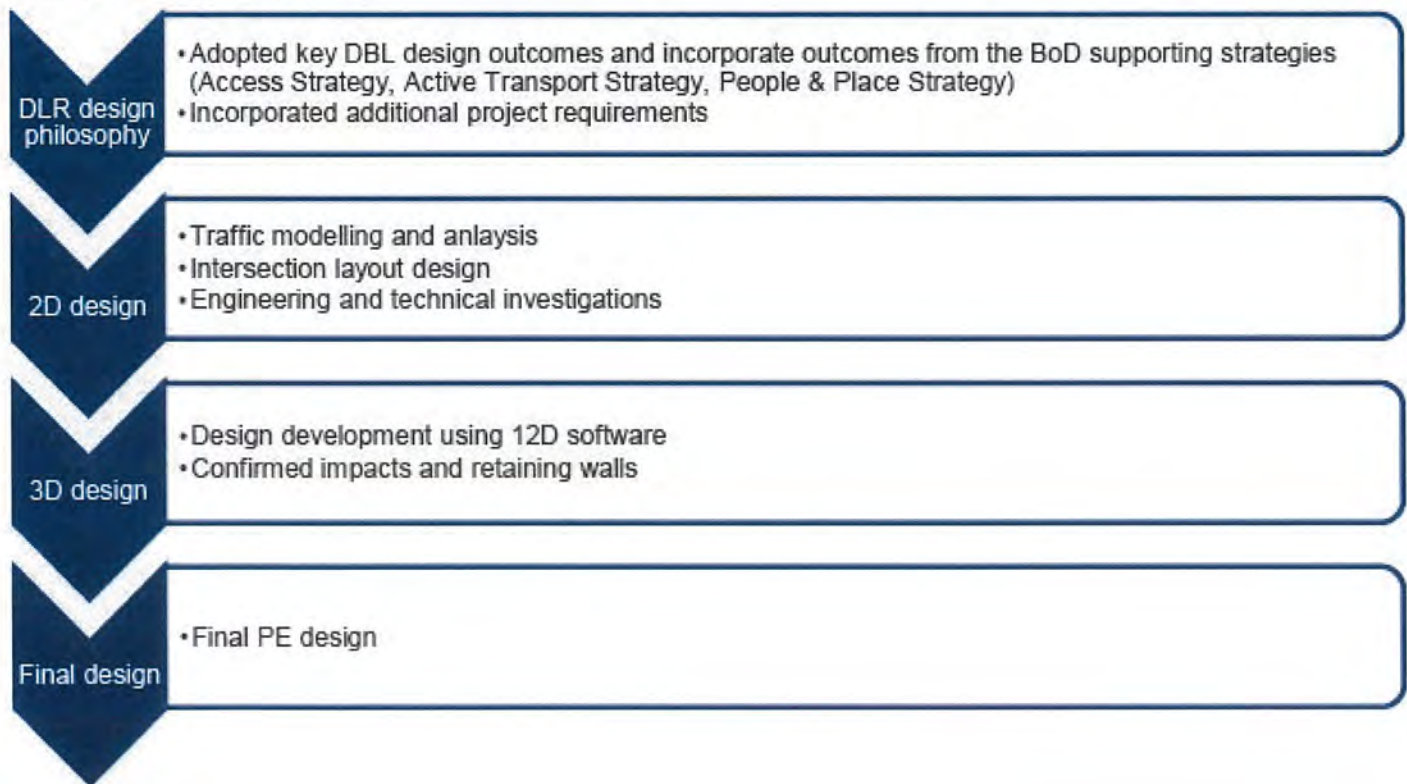 DLR design
philosophy
•Adopted key DBL design outcomes and incorporate outcomes from the BoD supporting strategies
(Access Strategy, Active Transport Strategy, People & Place Strategy)
•Incorporated additional project requirements
2D design
•Traffic modelling and anlaysis
•Intersection layout design
•Engineering and technical investigations
3D design
•Design development using 12D software
•Confirmed impacts and retaining walls
Final design
•Final PE design